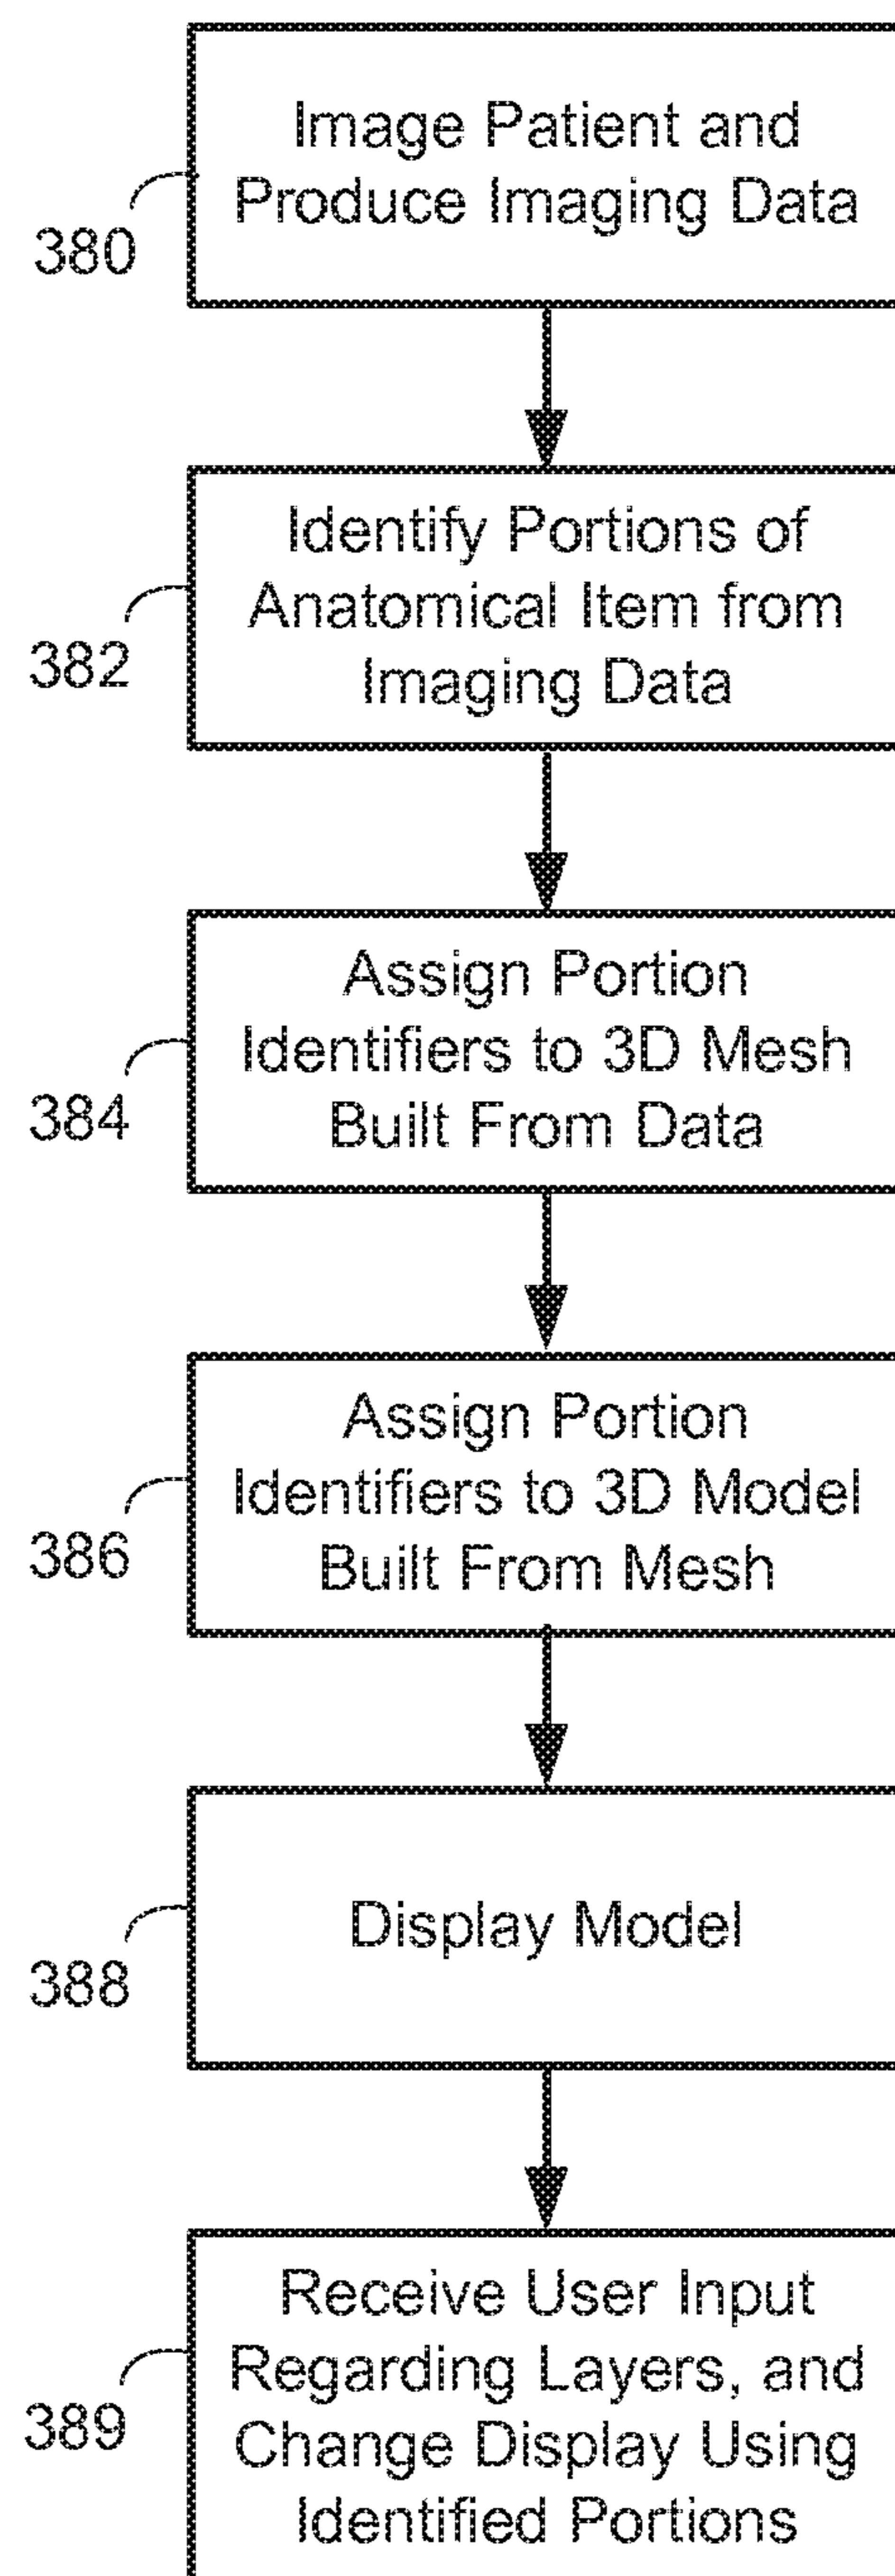 Image Patient and
Produce Imaging Data
380
Identify Portions of
Anatomical Item from
Imaging Data
382
Assign Portion
Identifiers to 3D Mesh
Built From Data
384
Assign Portion
Identifiers to 3D Model
Built From Mesh
386
Display Model
388
Receive User Input
Regarding Layers, and
Change Display Using
Identified Portions
389